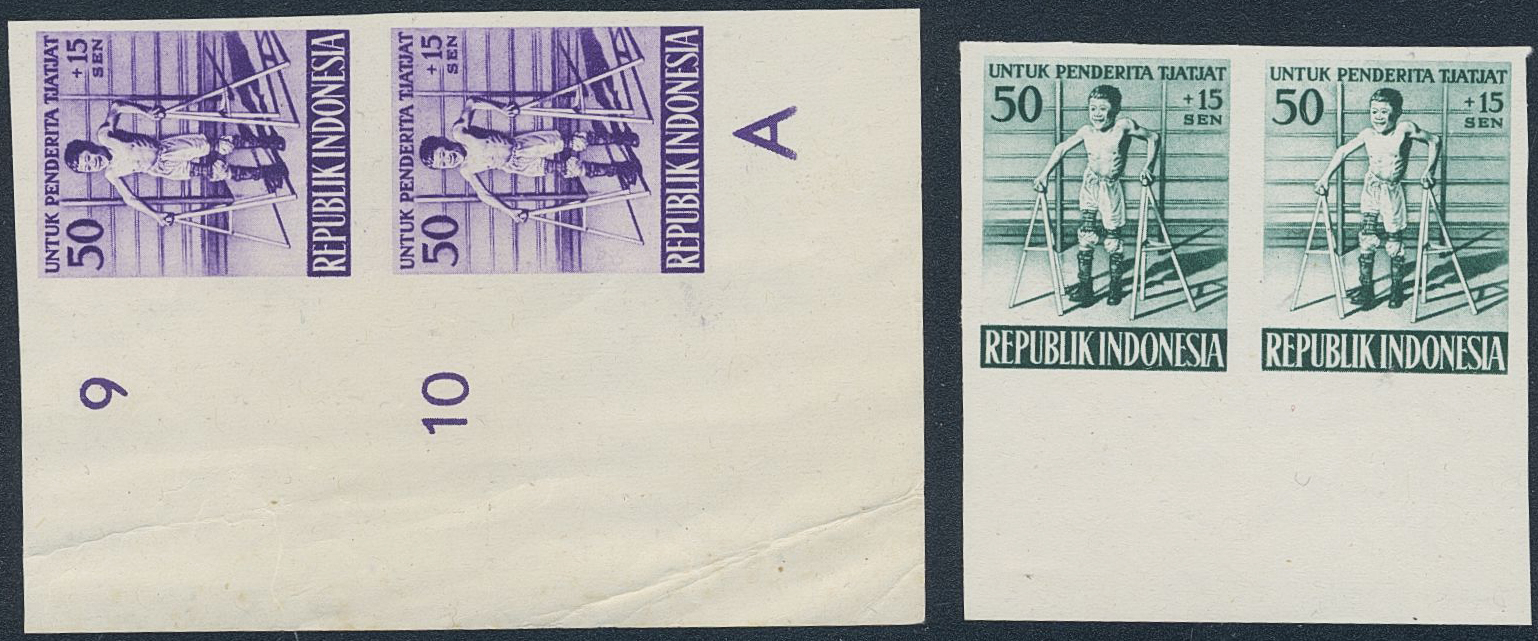 UNTUK PENDERITA TJATJAT
50 +15
SEN
REPUBLIK INDONESIA
UNTUK PENDERITA TJATJAT
50 +15
SEN
REPUBLIK INDONESIA
A
9
10
UNTUK PENDERITA TJATJAT
50 +15
SEN
REPUBLIK INDONESIA
UNTUK PENDERITA TJATJAT
50 +15
SEN
REPUBLIK INDONESIA